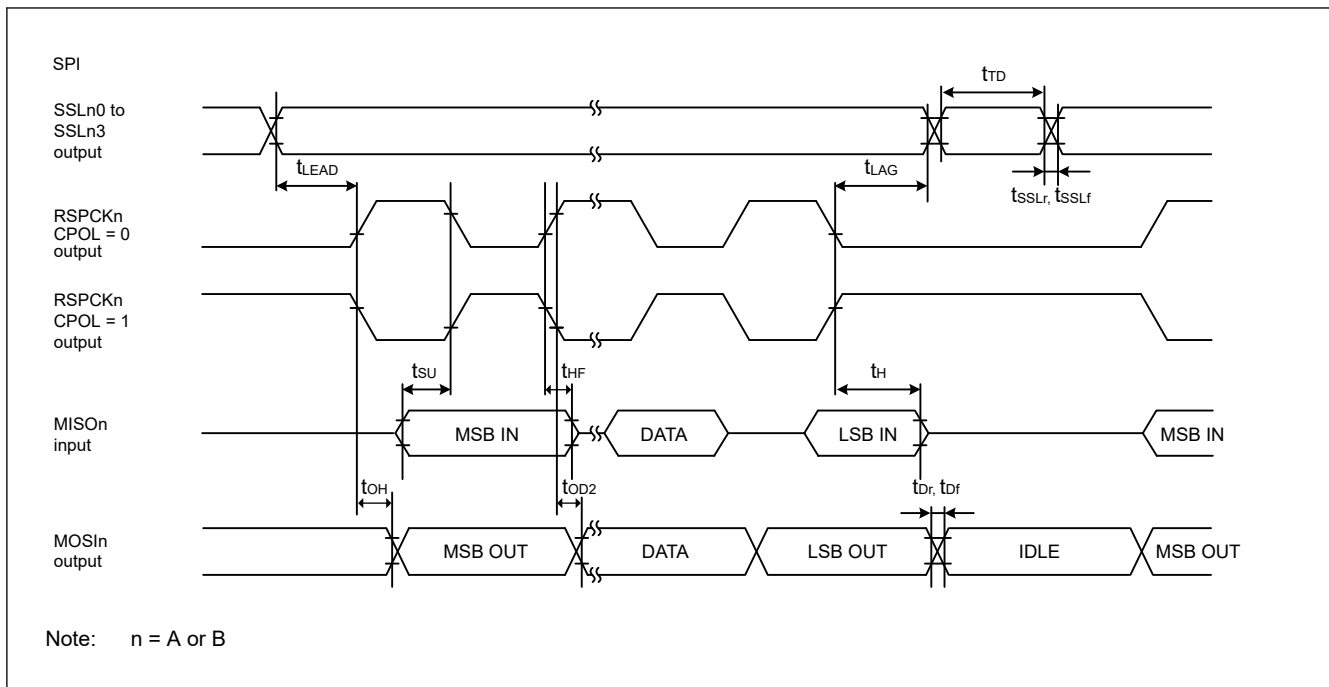 SPI
SSLn0 to
SSLn3
output
tTD
tLEAD
tLAG
tSSLr, tSSLf
RSPCKn
CPOL = 0
output
RSPCKn
CPOL = 1
output
tSU
tHF
tH
MISOn
input
MSB IN
DATA
LSB IN
MSB IN
tOH
tOD2
tDr, tDf
MOSIn
output
MSB OUT
DATA
LSB OUT
IDLE
MSB OUT
Note: n = A or B